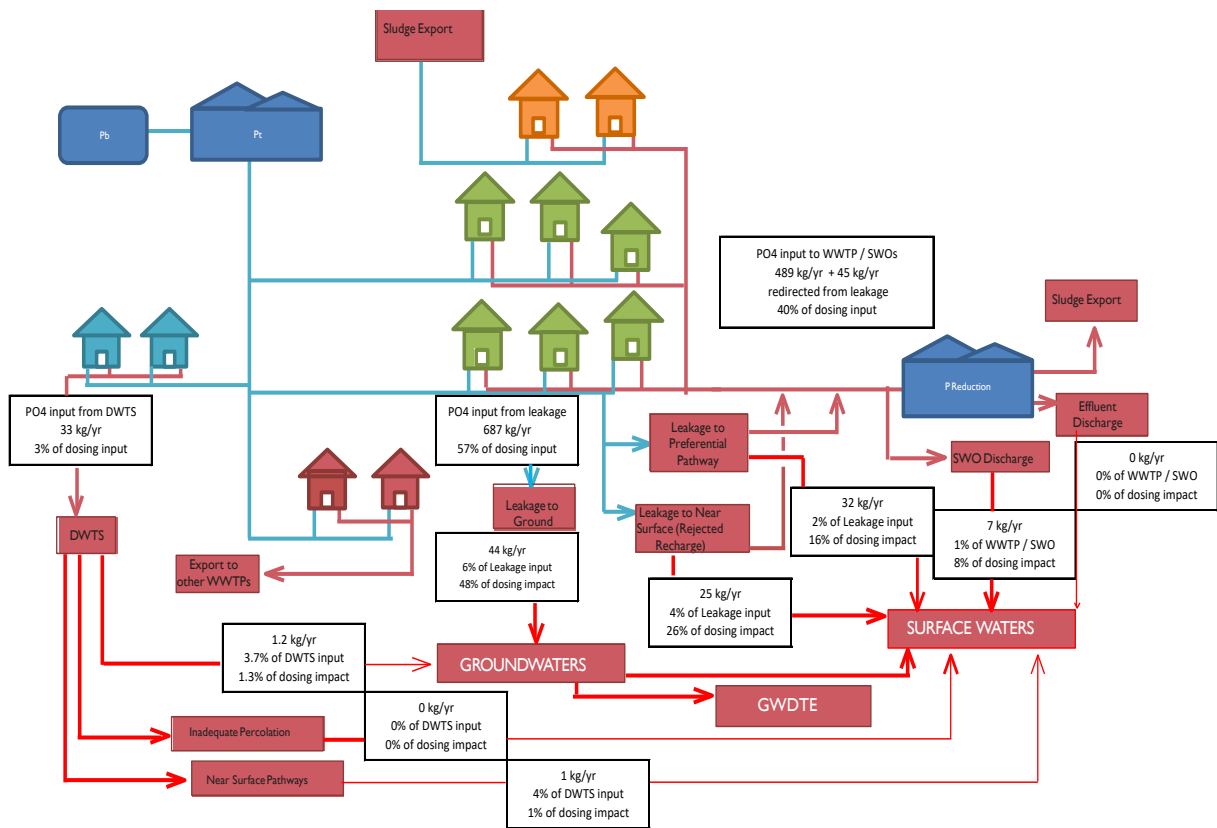 Sludge Export
Pb
Pt
PO4 input to WWTP / SWOs
489 kg/yr + 45 kg/yr
redirected from leakage
40% of dosing input
Sludge Export
P Reduction
Effluent
Discharge
PO4 input from DWTS
33 kg/yr
3% of dosing input
PO4 input from leakage
687 kg/yr
57% of dosing input
Leakage to
Preferential
Pathway
SWO Discharge
0 kg/yr
0% of WWTP / SWO
0% of dosing impact
Leakage to
Ground
Leakage to Near
Surface (Rejected
Recharge)
32 kg/yr
2% of Leakage input
16% of dosing impact
7 kg/yr
1% of WWTP / SWO
8% of dosing impact
DWTS
Export to
other WWTPs
44 kg/yr
6% of Leakage input
48% of dosing impact
25 kg/yr
4% of Leakage input
26% of dosing impact
SURFACE WATERS
1.2 kg/yr
3.7% of DWTS input
1.3% of dosing impact
GROUNDWATERS
GWDTE
0 kg/yr
0% of DWTS input
0% of dosing impact
Inadequate Percolation
Near Surface Pathways
1 kg/yr
4% of DWTS input
1% of dosing impact